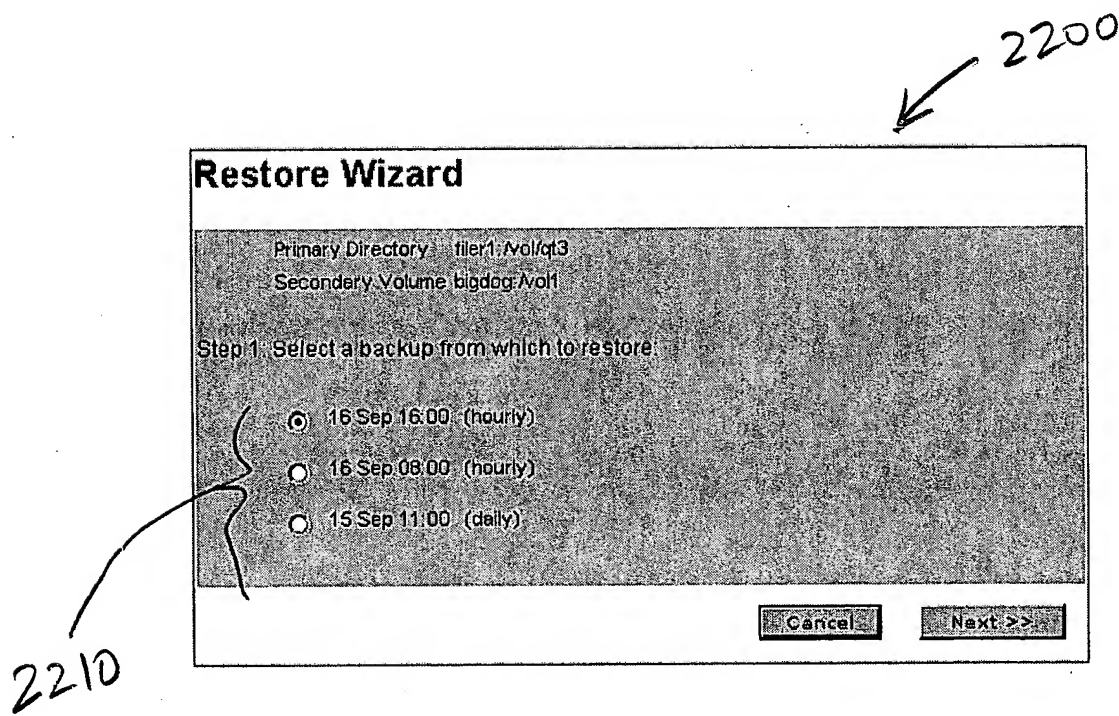 2200
Restore Wizard
Primary Directory filer1:/vol/qt3
Secondary Volume bigdog:/vol1
Step 1: Select a backup from which to restore:
16 Sep 16:00 (hourly)
16 Sep 08:00 (hourly)
15 Sep 11:00 (daily)
Cancel Next >>
2210